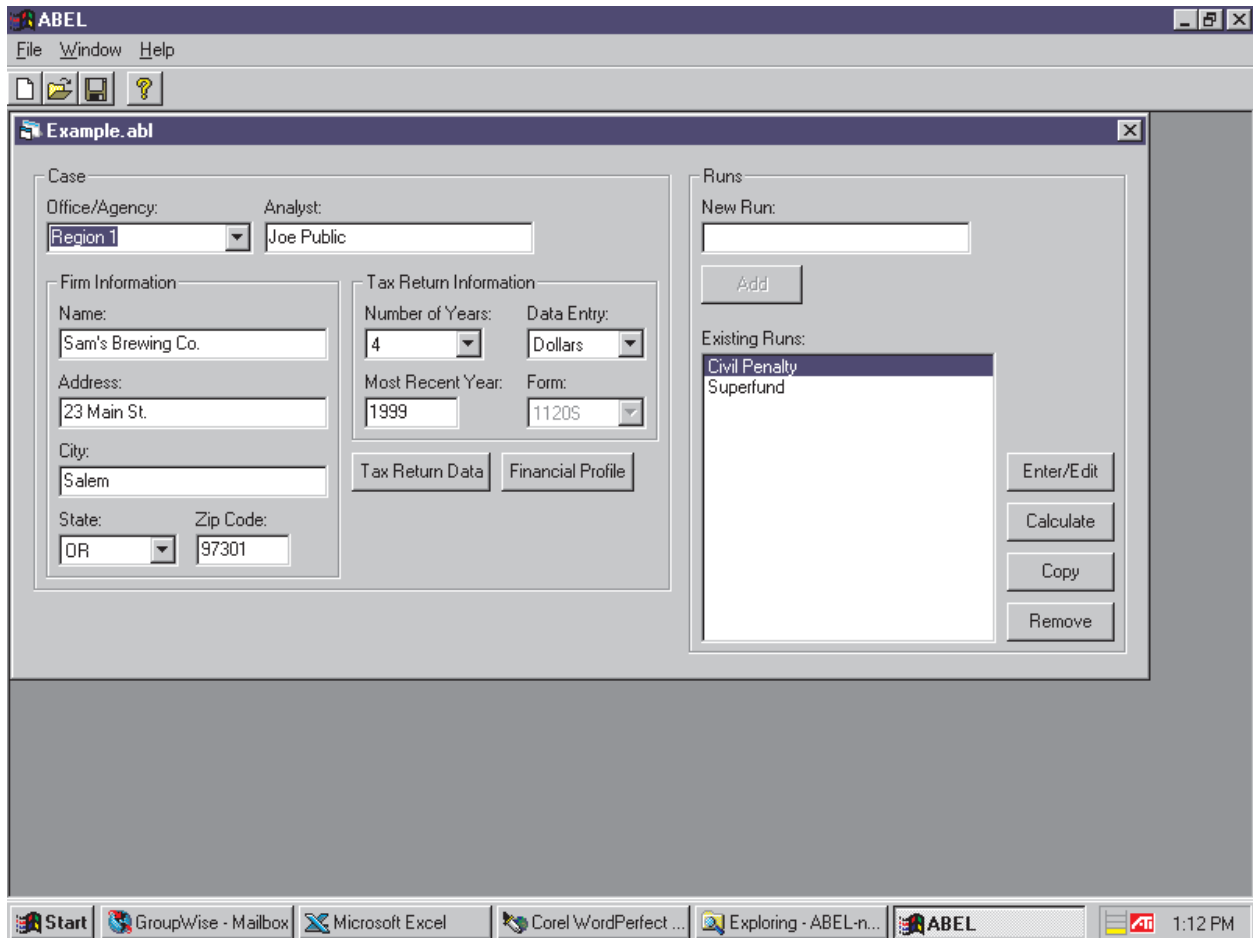 ABEL
File Window Help
Example.abl
Case
Office/Agency: Analyst:
Region 1 Joe Public
Firm Information
Name:
Sam's Brewing Co.
Address:
23 Main St.
City:
Salem
State: Zip Code:
OR 97301
Tax Return Information
Number of Years: Data Entry:
4 Dollars
Most Recent Year: Form:
1999 1120S
Tax Return Data Financial Profile
Runs
New Run:
Add
Existing Runs:
Civil Penalty
Superfund
Enter/Edit
Calculate
Copy
Remove
Start GroupWise - Mailbox Microsoft Excel Corel WordPerfect ... Exploring - ABEL-n... ABEL ATI 1:12 PM